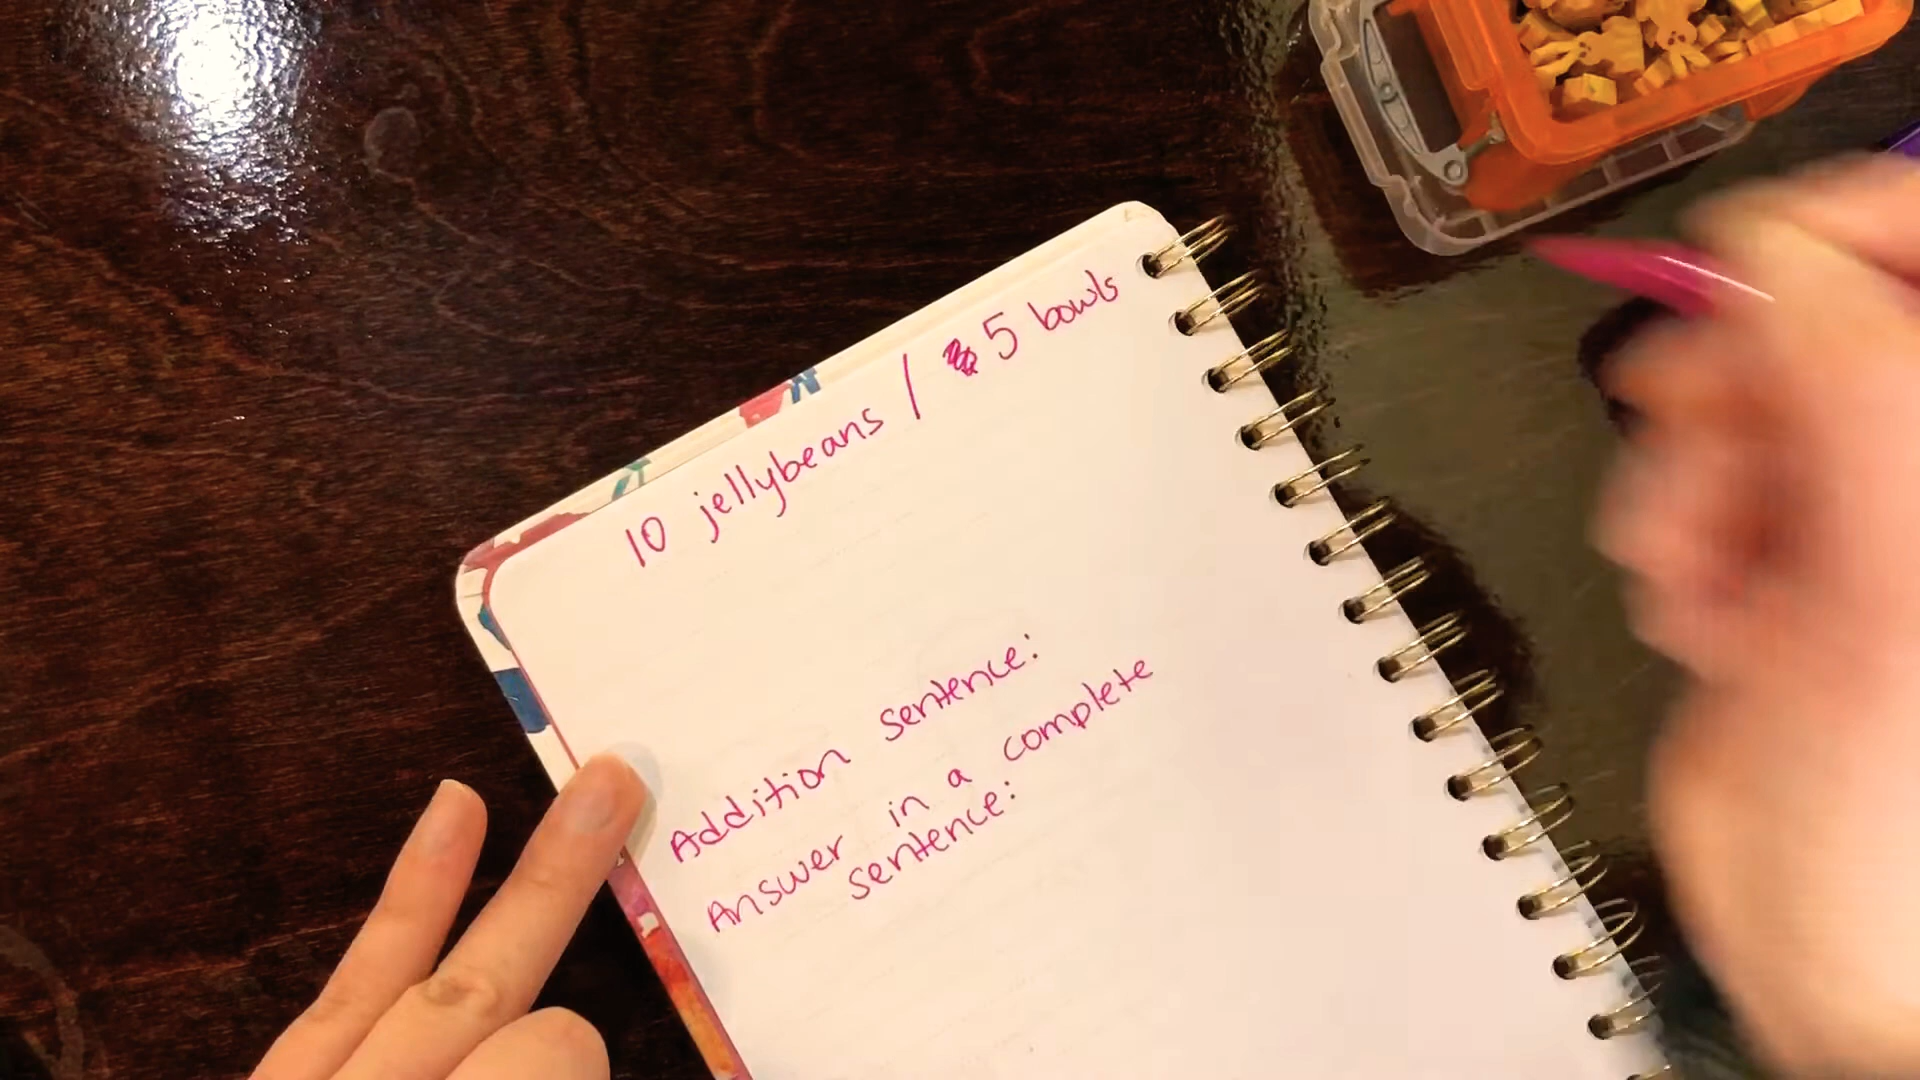 10 jellybeans / 5 bowls
Addition sentence:
Answer in a complete
sentence: